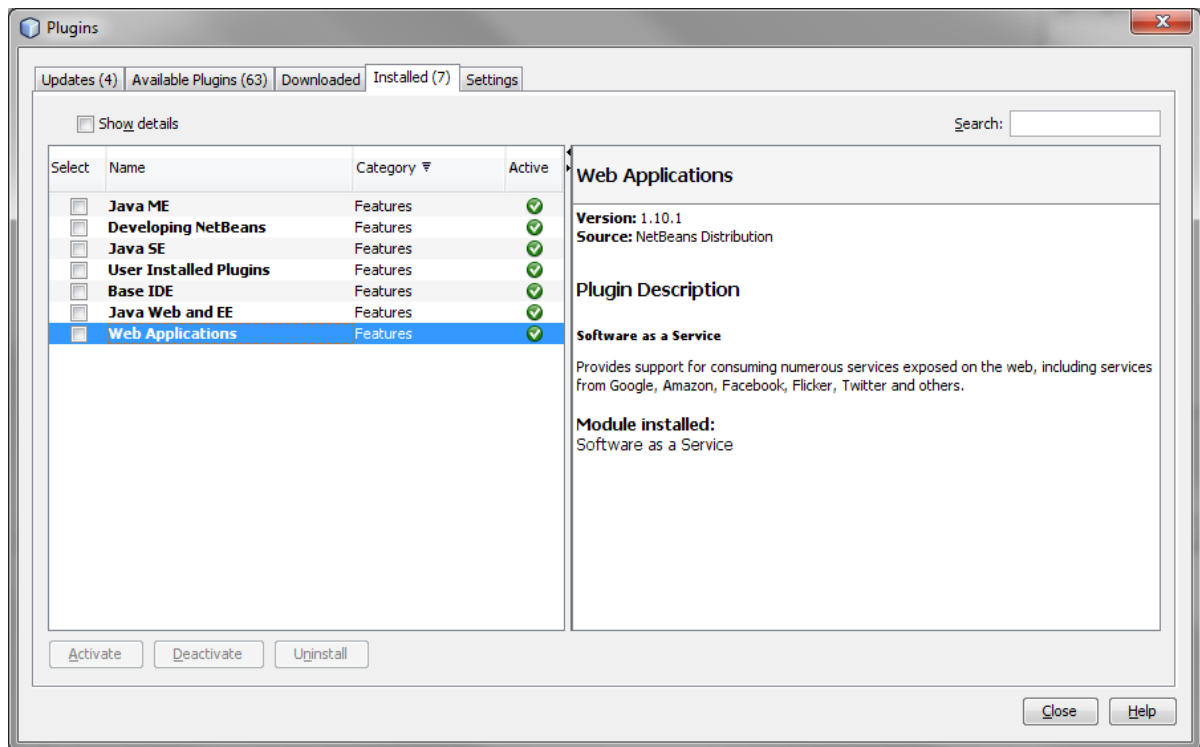 Plugins
Updates (4) Available Plugins (63) Downloaded Installed (7) Settings
Show details Search:
Select Name Category Active
Java ME Features
Developing NetBeans Features
Java SE Features
User Installed Plugins Features
Base IDE Features
Java Web and EE Features
Web Applications Features
Web Applications
Version: 1.10.1
Source: NetBeans Distribution
Plugin Description
Software as a Service
Provides support for consuming numerous services exposed on the web, including services
from Google, Amazon, Facebook, Flicker, Twitter and others.
Module installed:
Software as a Service
Activate Deactivate Uninstall
Close Help